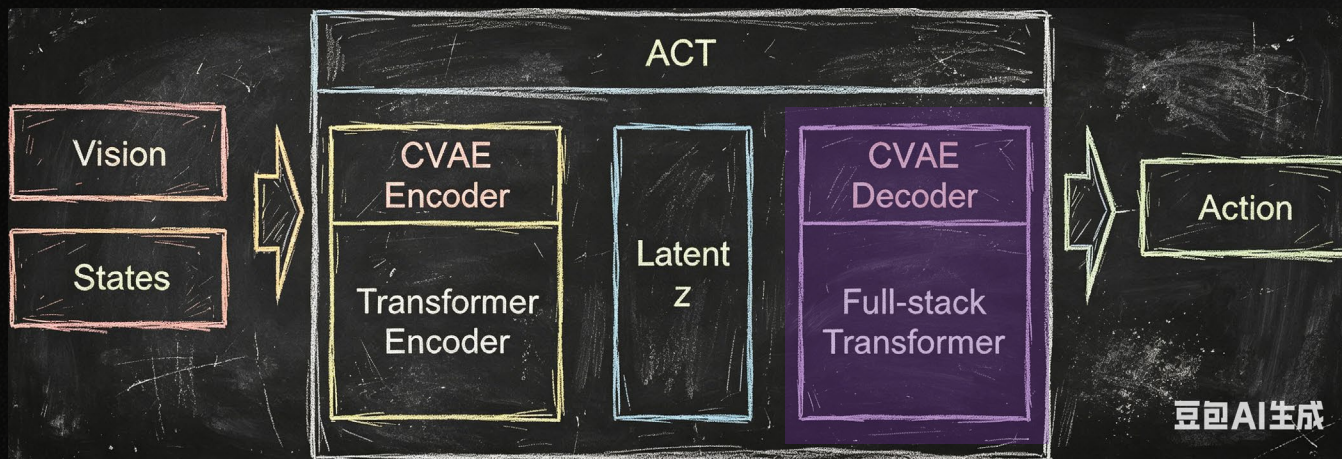 ACT
Vision
States
CVAE
Encoder
Transformer
Encoder
Latent
z
CVAE
Decoder
Full-stack
Transformer
Action
豆包AI生成